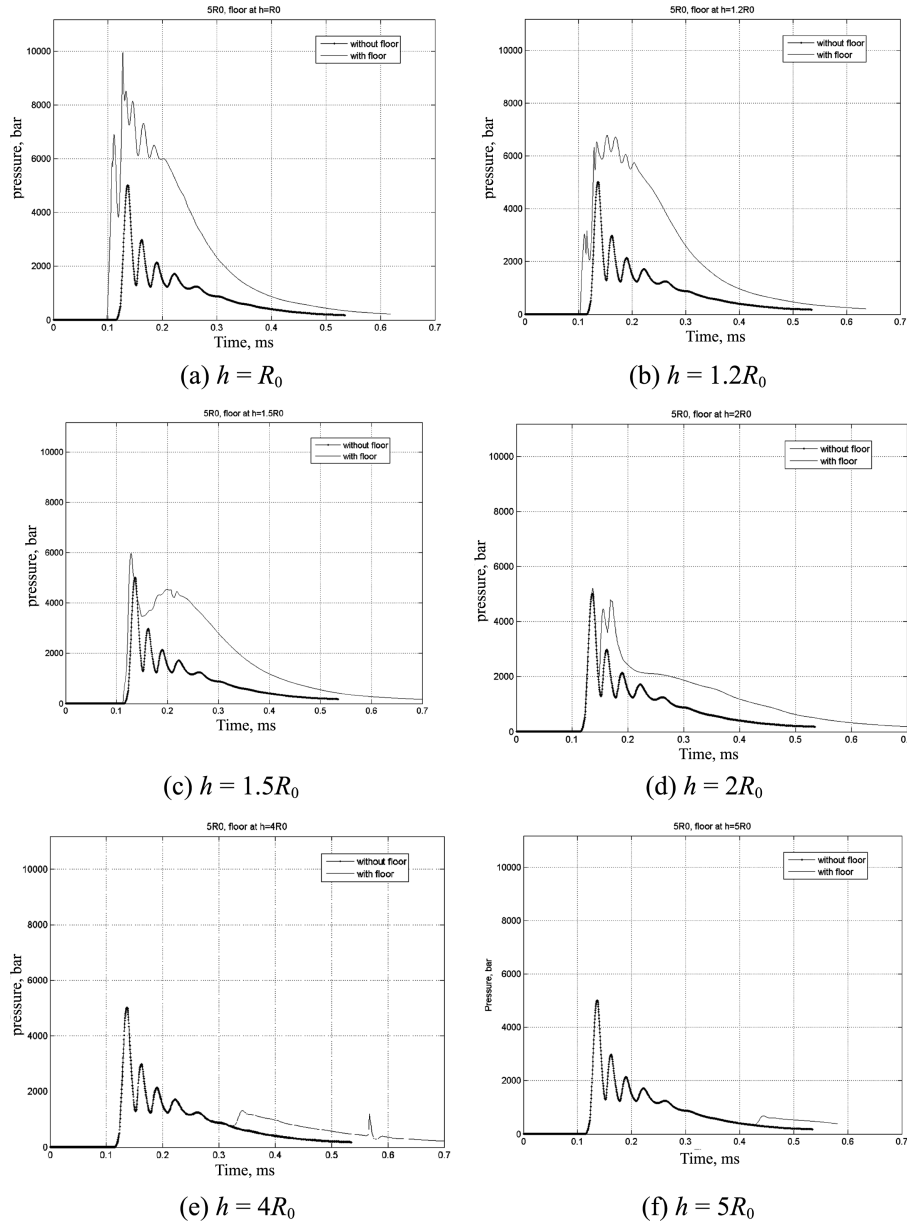 5R0, floor at h=R0
without floor
with floor
pressure, bar
10000
8000
6000
4000
2000
0
0 0.1 0.2 0.3 0.4 0.5 0.6 0.7
Time, ms
(a) h = R0
5R0, floor at h=1.2R0
without floor
with floor
pressure, bar
10000
8000
6000
4000
2000
0
0 0.1 0.2 0.3 0.4 0.5 0.6 0.7
Time, ms
(b) h = 1.2R0
5R0, floor at h=1.5R0
without floor
with floor
pressure, bar
10000
8000
6000
4000
2000
0
0 0.1 0.2 0.3 0.4 0.5 0.6 0.7
Time, ms
(c) h = 1.5R0
5R0, floor at h=2R0
without floor
with floor
pressure, bar
10000
8000
6000
4000
2000
0
0 0.1 0.2 0.3 0.4 0.5 0.6 0.7
Time, ms
(d) h = 2R0
5R0, floor at h=4R0
without floor
with floor
pressure, bar
10000
8000
6000
4000
2000
0
0 0.1 0.2 0.3 0.4 0.5 0.6 0.7
Time, ms
(e) h = 4R0
5R0, floor at h=5R0
without floor
with floor
Pressure, bar
10000
8000
6000
4000
2000
0
0 0.1 0.2 0.3 0.4 0.5 0.6 0.7
Time, ms
(f) h = 5R0